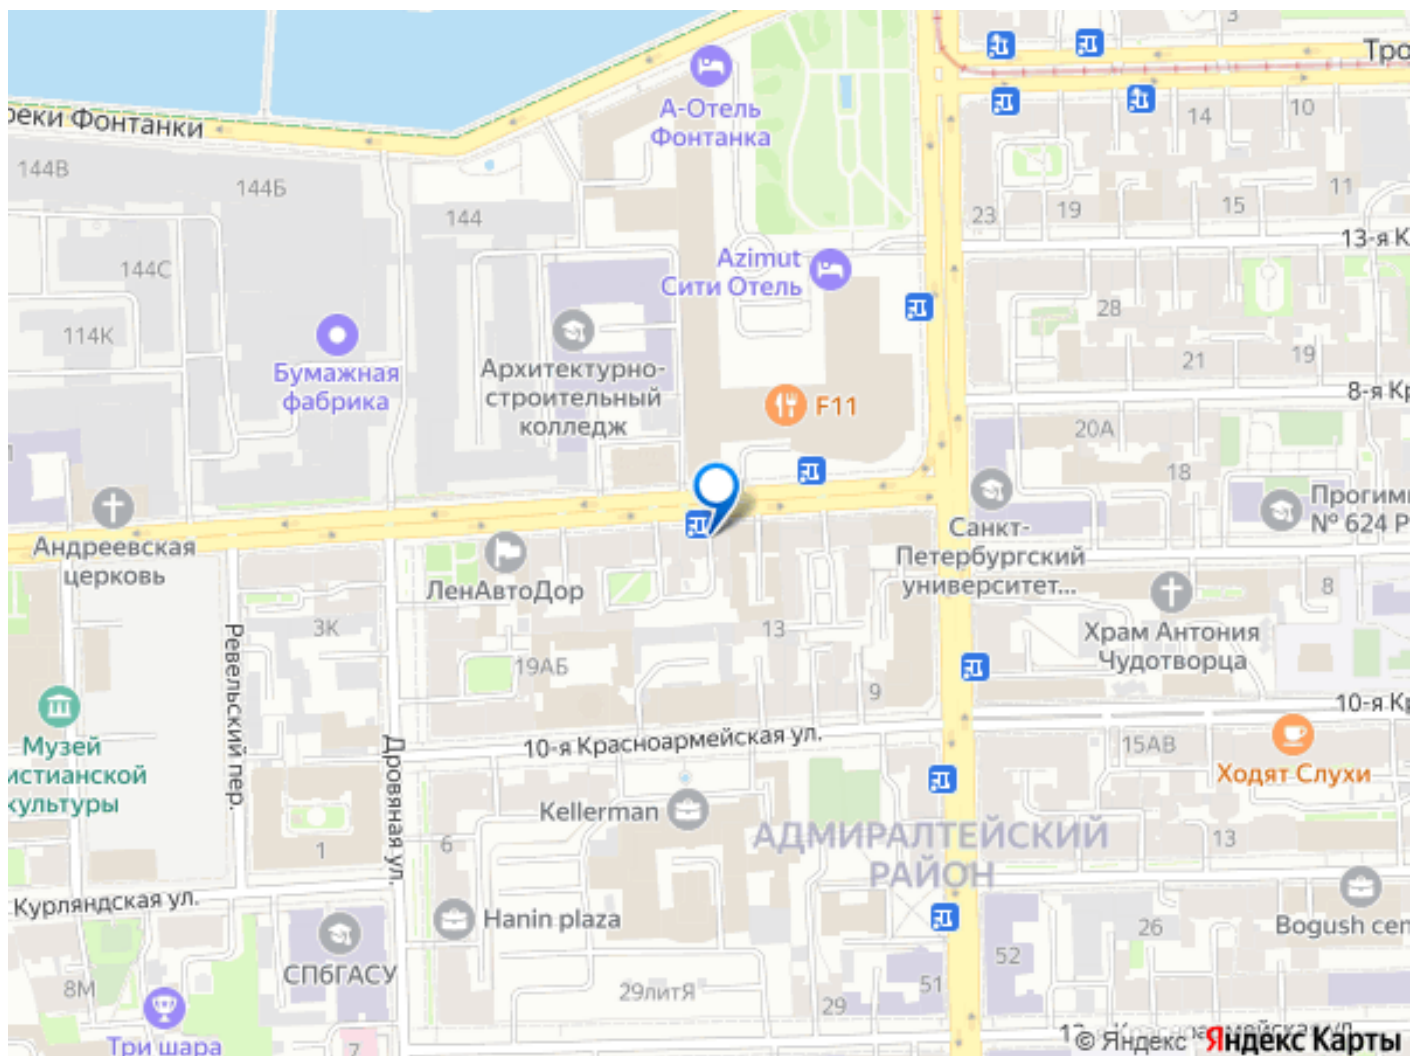 3
Тро
14
10
А-Отель
Фонтанка
реки Фонтанки
144В
144Б
144
11
23
19
15
13-я К
Azimut
Сити Отель
144С
114К
28
21
19
Бумажная
фабрика
Архитектурно-
строительный
колледж
F11
8-я Кр
20А
18
Прогим
№ 624 Р
Санкт-
Петербургский
университет...
Андреевская
церковь
ЛенАвтоДор
8
3К
13
Храм Антония
Чудотворца
Ревельский пер.
19АБ
9
10-я Кр
Музей
истианской
культуры
Дровяная ул.
10-я Красноармейская ул.
15АВ
Ходят Слухи
Kellerman
6
1
АДМИРАЛТЕЙСКИЙ
РАЙОН
13
Курляндская ул.
Hanin plaza
26
Bogush cen
СПбГАСУ
52
8М
29литЯ
29
51
Три шара
7
© Яндекс Яндекс Карты